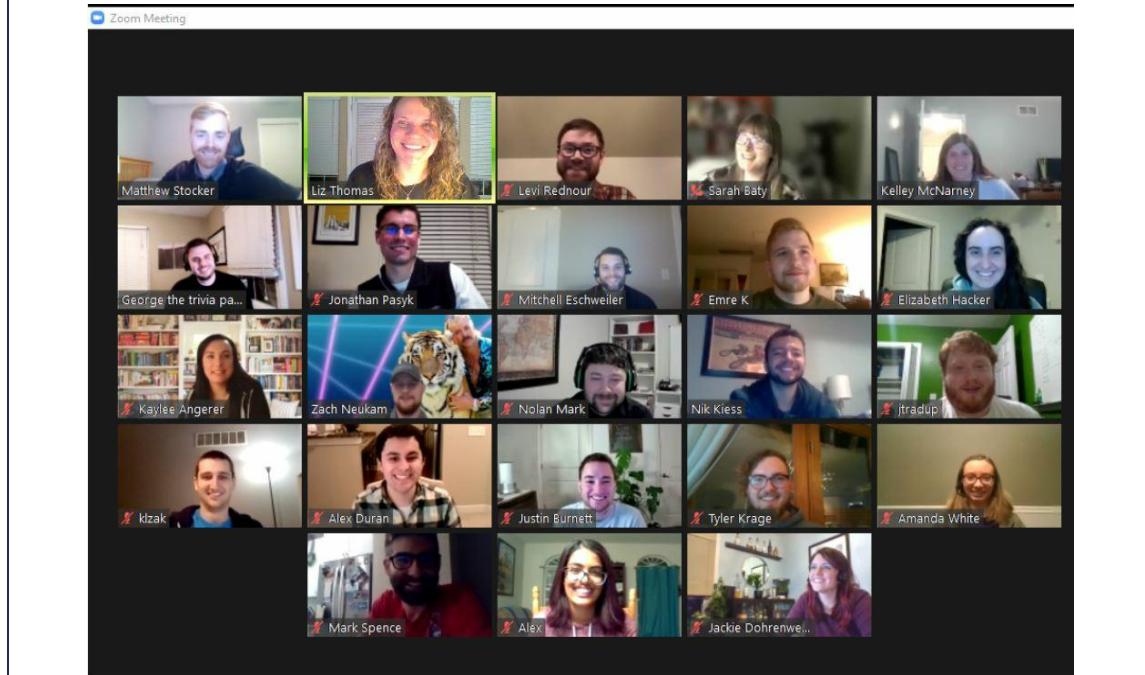 Zoom Meeting
Matthew Stocker
Liz Thomas
Levi Rednour
Sarah Baty
Kelley McNarney
George the trivia pa...
Jonathan Pasyk
Mitchell Eschweiler
Emre K
Elizabeth Hacker
Kaylee Angerer
Zach Neukam
Nolan Mark
Nik Kiess
jtradup
klzak
Alex Duran
Justin Burnett
Tyler Krage
Amanda White
Mark Spence
Alex
Jackie Dohrenwe...